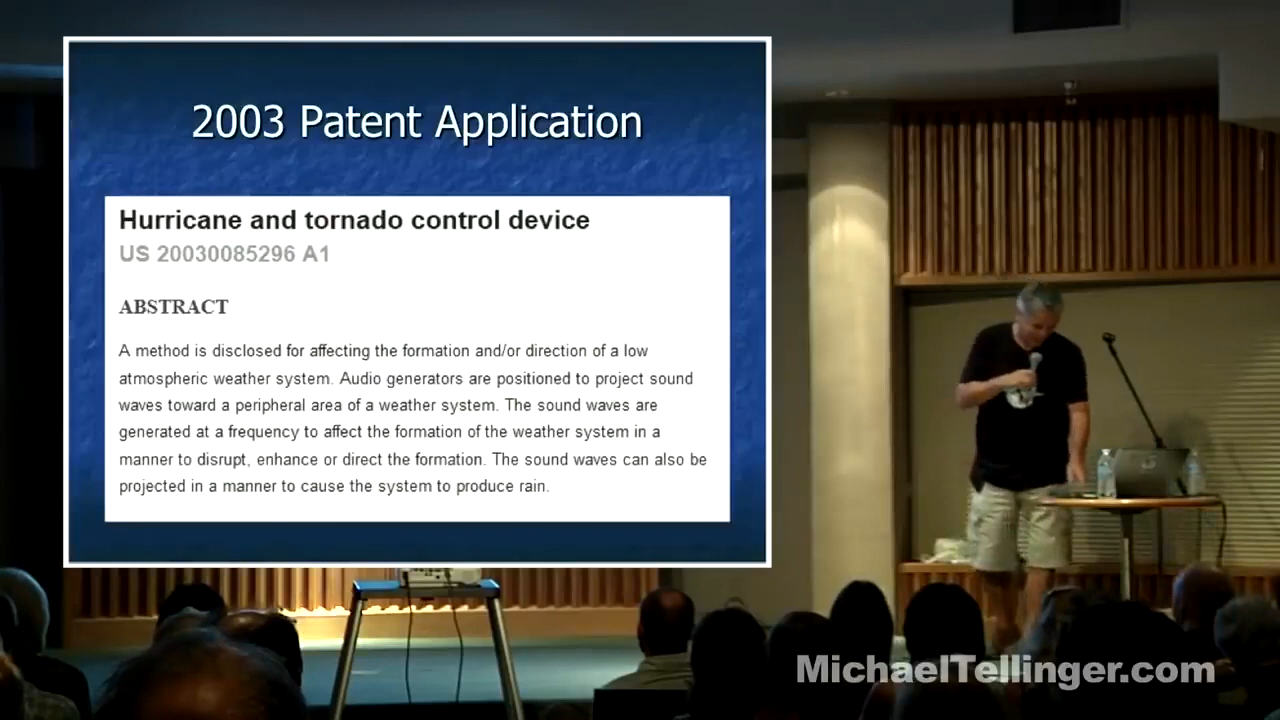 2003 Patent Application
Hurricane and tornado control device
US 20030085296 A1
ABSTRACT
A method is disclosed for affecting the formation and/or direction of a low
atmospheric weather system. Audio generators are positioned to project sound
waves toward a peripheral area of a weather system. The sound waves are
generated at a frequency to affect the formation of the weather system in a
manner to disrupt, enhance or direct the formation. The sound waves can also be
projected in a manner to cause the system to produce rain.
MichaelTellinger.com